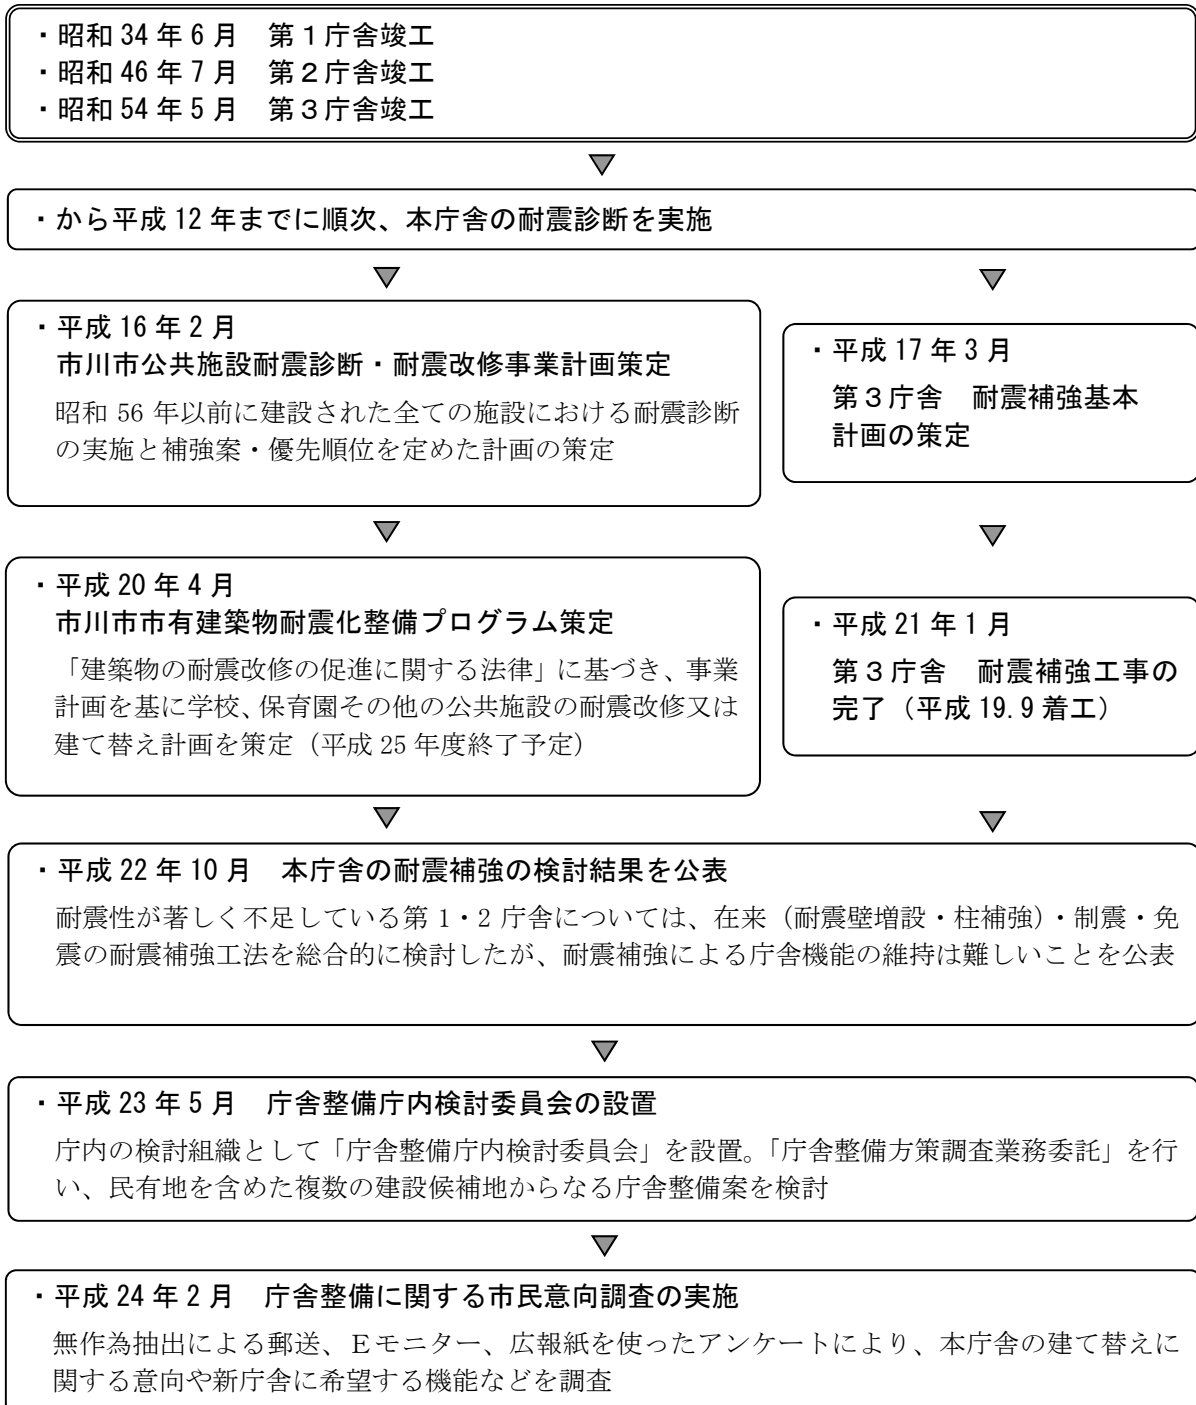 ・昭和 34 年 6 月　第１庁舎竣工
・昭和 46 年 7 月　第２庁舎竣工
・昭和 54 年 5 月　第３庁舎竣工
・から平成 12 年までに順次、本庁舎の耐震診断を実施
・平成 16 年 2 月
市川市公共施設耐震診断・耐震改修事業計画策定
昭和 56 年以前に建設された全ての施設における耐震診断
の実施と補強案・優先順位を定めた計画の策定
・平成 17 年 3 月
第３庁舎　耐震補強基本
計画の策定
・平成 20 年 4 月
市川市市有建築物耐震化整備プログラム策定
「建築物の耐震改修の促進に関する法律」に基づき、事業
計画を基に学校、保育園その他の公共施設の耐震改修又は
建て替え計画を策定（平成 25 年度終了予定）
・平成 21 年 1 月
第３庁舎　耐震補強工事の
完了（平成 19.9 着工）
・平成 22 年 10 月　本庁舎の耐震補強の検討結果を公表
耐震性が著しく不足している第 1・2 庁舎については、在来（耐震壁増設・柱補強）・制震・免
震の耐震補強工法を総合的に検討したが、耐震補強による庁舎機能の維持は難しいことを公表
・平成 23 年 5 月　庁舎整備庁内検討委員会の設置
庁内の検討組織として「庁舎整備庁内検討委員会」を設置。「庁舎整備方策調査業務委託」を行
い、民有地を含めた複数の建設候補地からなる庁舎整備案を検討
・平成 24 年 2 月　庁舎整備に関する市民意向調査の実施
無作為抽出による郵送、Ｅモニター、広報紙を使ったアンケートにより、本庁舎の建て替えに
関する意向や新庁舎に希望する機能などを調査